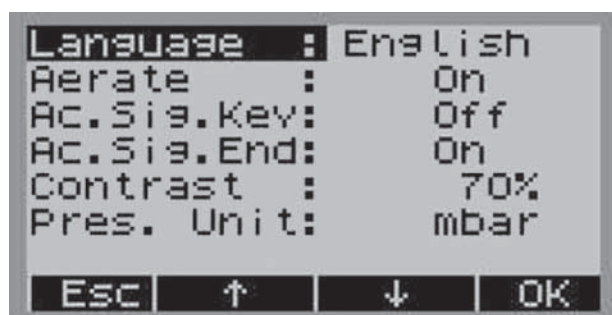 Language : English
Aerate : On
Ac.Sig.Key: Off
Ac.Sig.End: On
Contrast : 70%
Pres. Unit: mbar
Esc ↑ ↓ OK